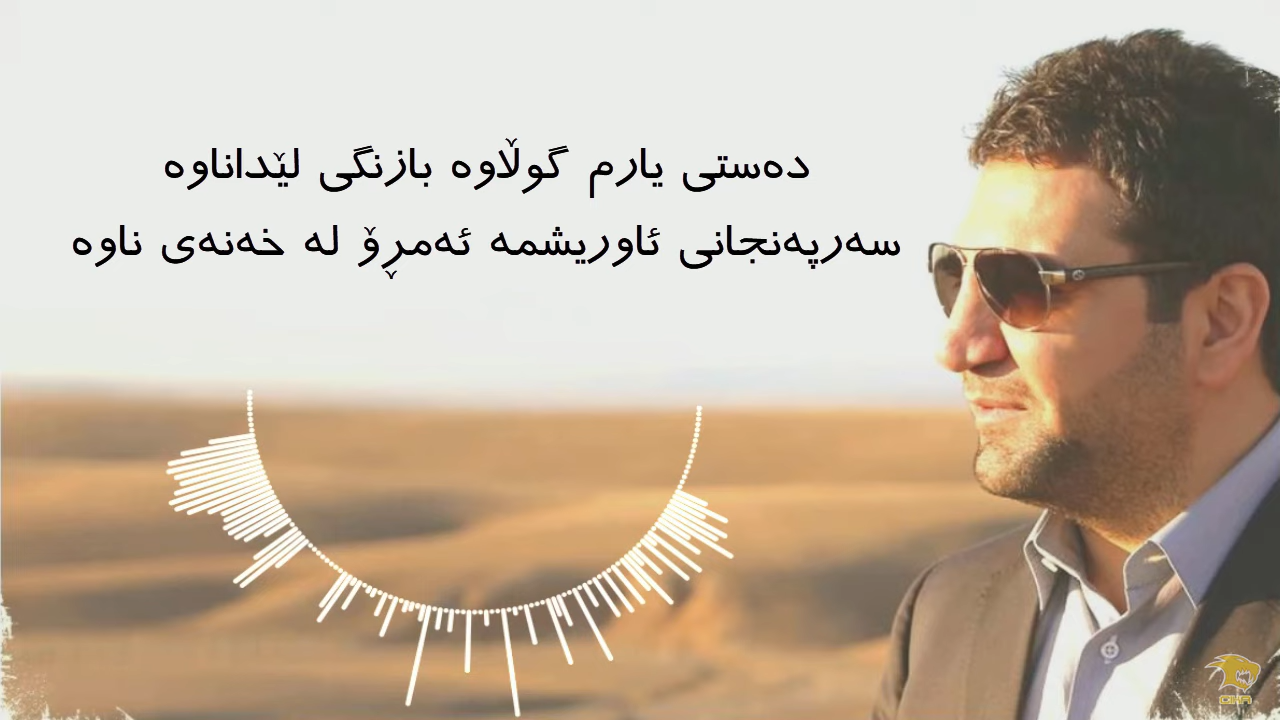 دەستی یارم گوڵاوە بازنگی لێداناوە
سەرپەنجانی ئاوریشمە ئەمڕۆ لە خەنەی ناوە